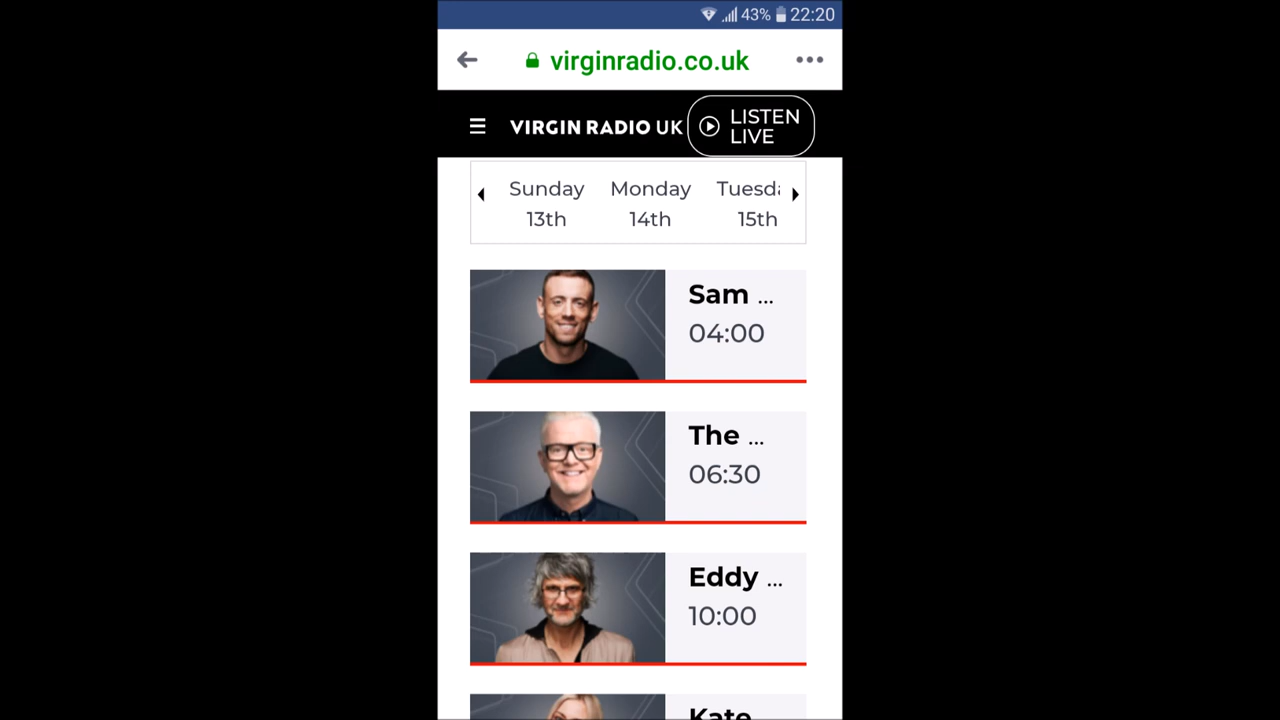 43% 22:20
virginradio.co.uk
VIRGIN RADIO UK
LISTEN
LIVE
Sunday Monday Tuesda
13th 14th 15th
Sam ...
04:00
The ...
06:30
Eddy ...
10:00
Kate